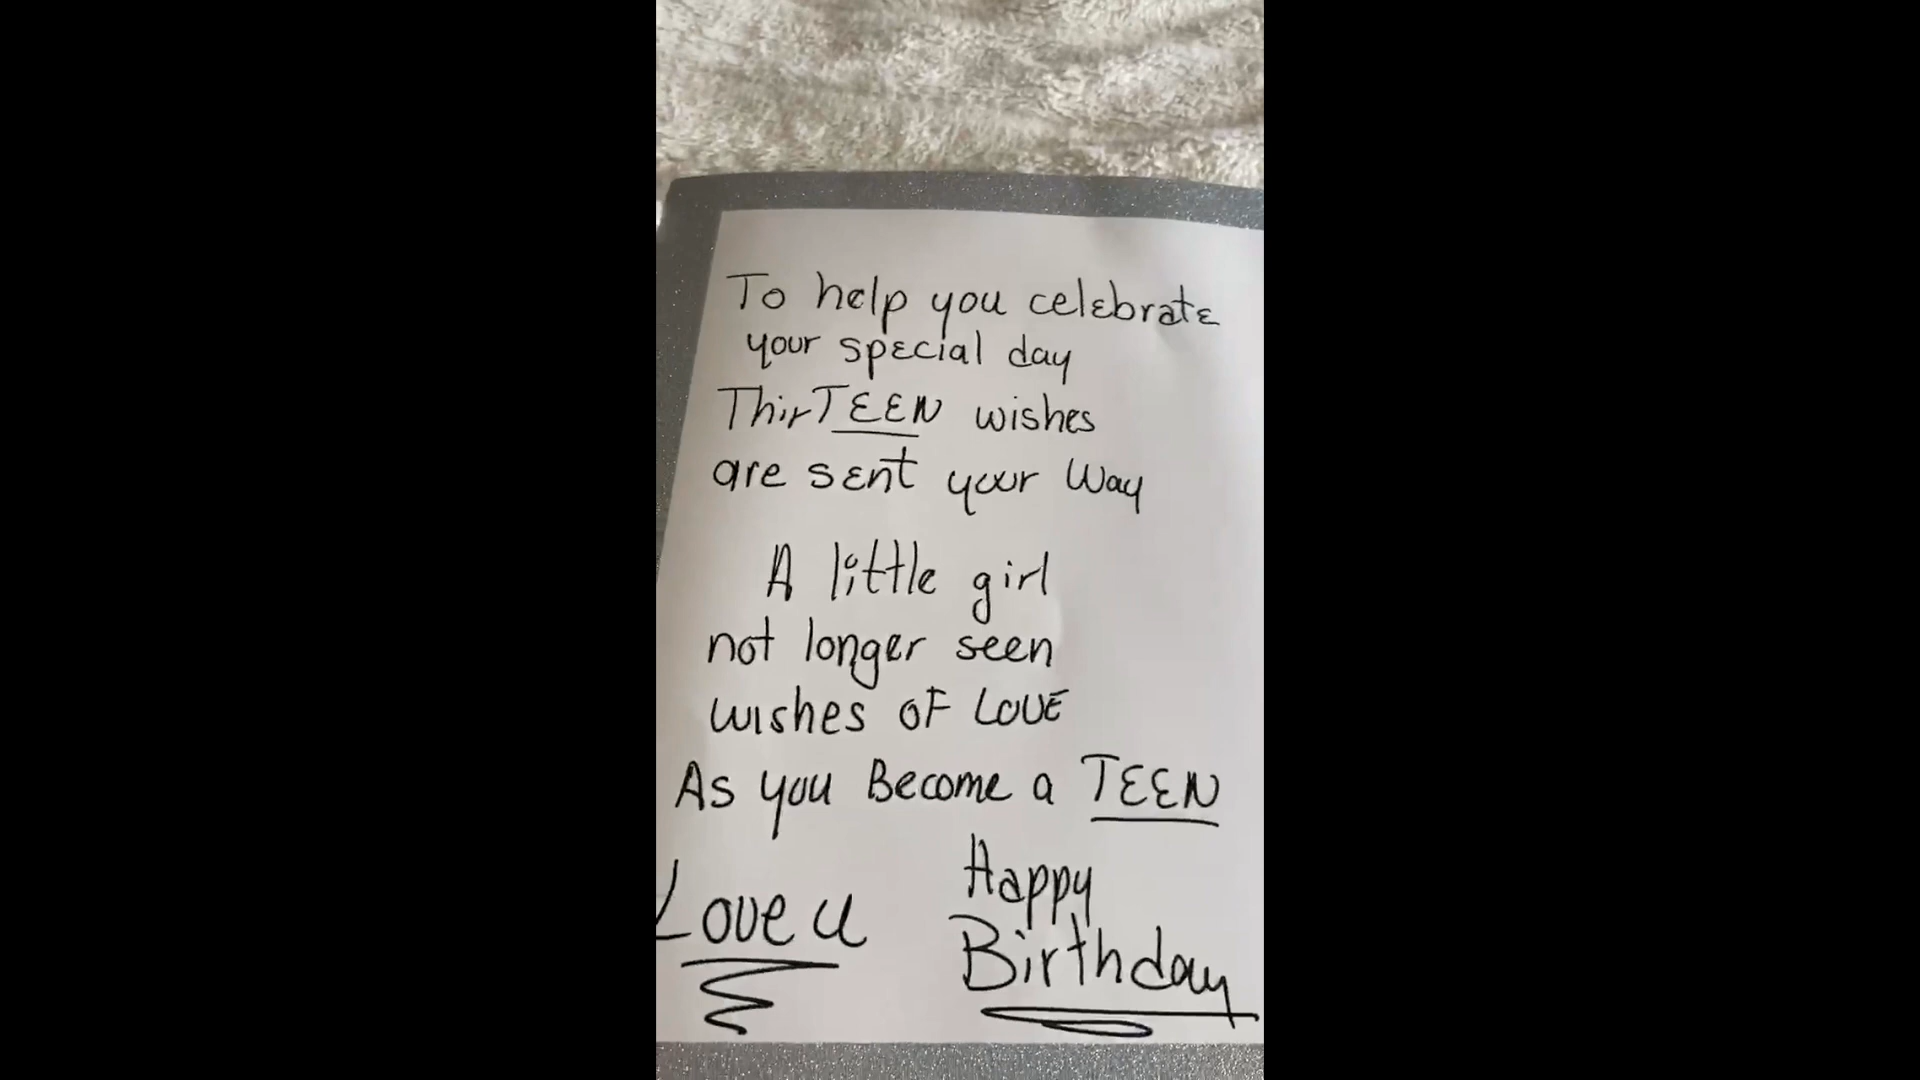 To help you celebrate
your special day
ThirTEEN wishes
are sent your way
A little girl
not longer seen
wishes of Love
As you Become a TEEN
Love u
Happy
Birthday